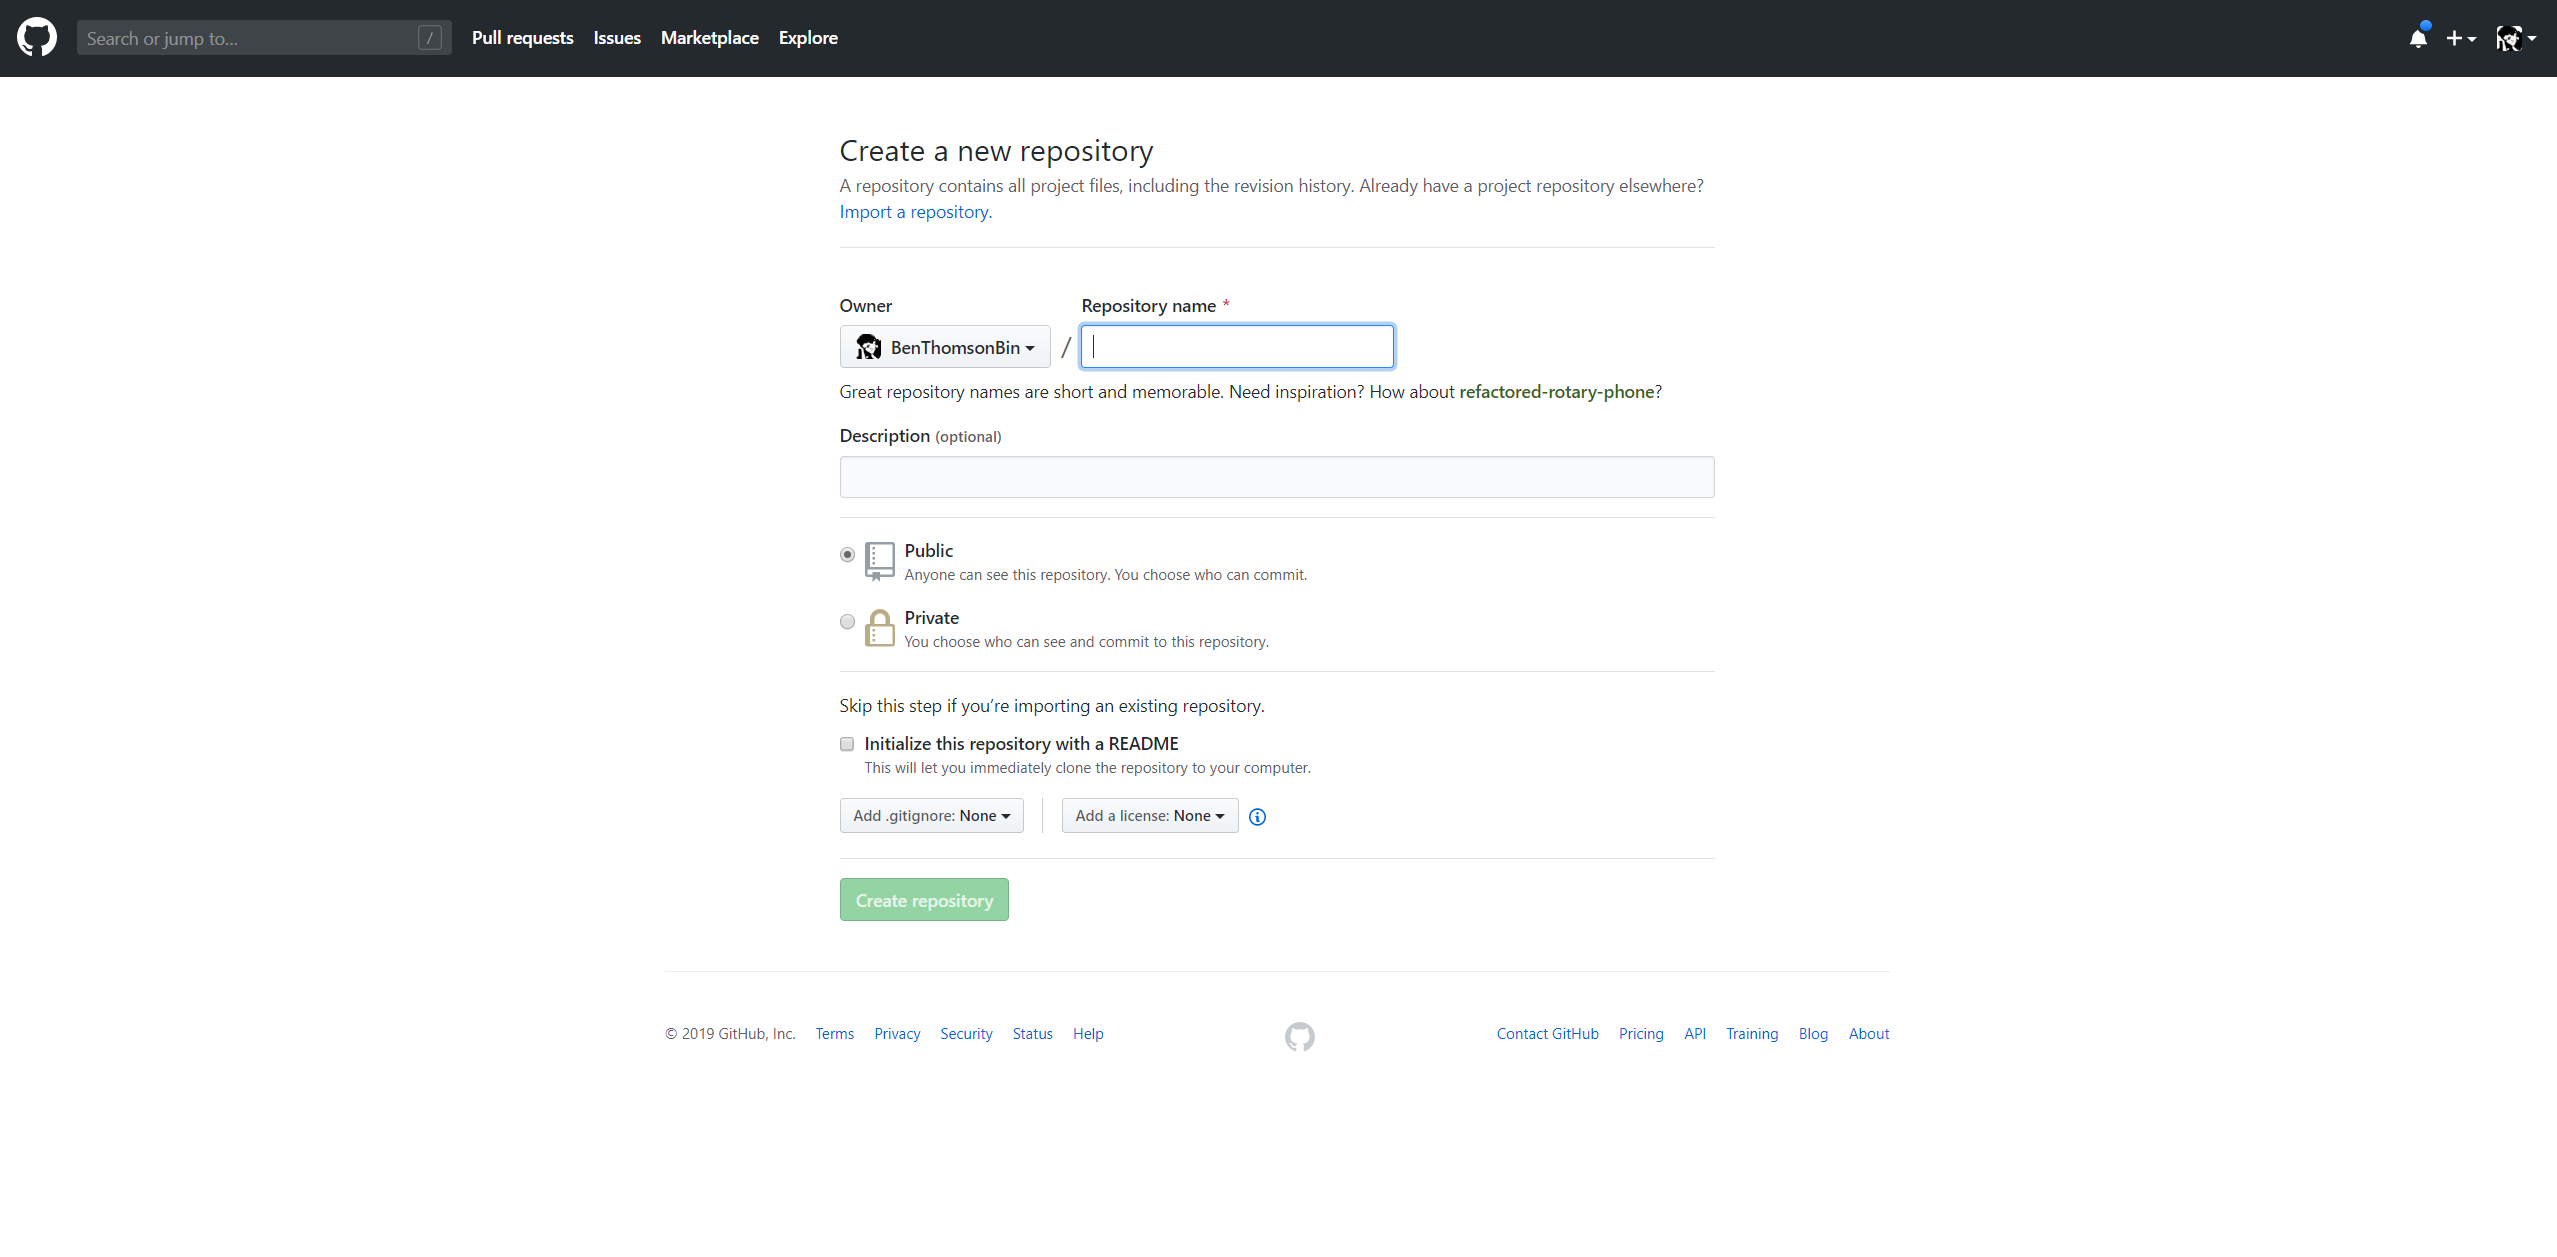 Search or jump to... /
Pull requests Issues Marketplace Explore
Create a new repository
A repository contains all project files, including the revision history. Already have a project repository elsewhere?
Import a repository.
Owner Repository name *
BenThomsonBin /
Great repository names are short and memorable. Need inspiration? How about refactored-rotary-phone?
Description (optional)
Public
Anyone can see this repository. You choose who can commit.
Private
You choose who can see and commit to this repository.
Skip this step if you’re importing an existing repository.
Initialize this repository with a README
This will let you immediately clone the repository to your computer.
Add .gitignore: None Add a license: None
Create repository
© 2019 GitHub, Inc. Terms Privacy Security Status Help Contact GitHub Pricing API Training Blog About